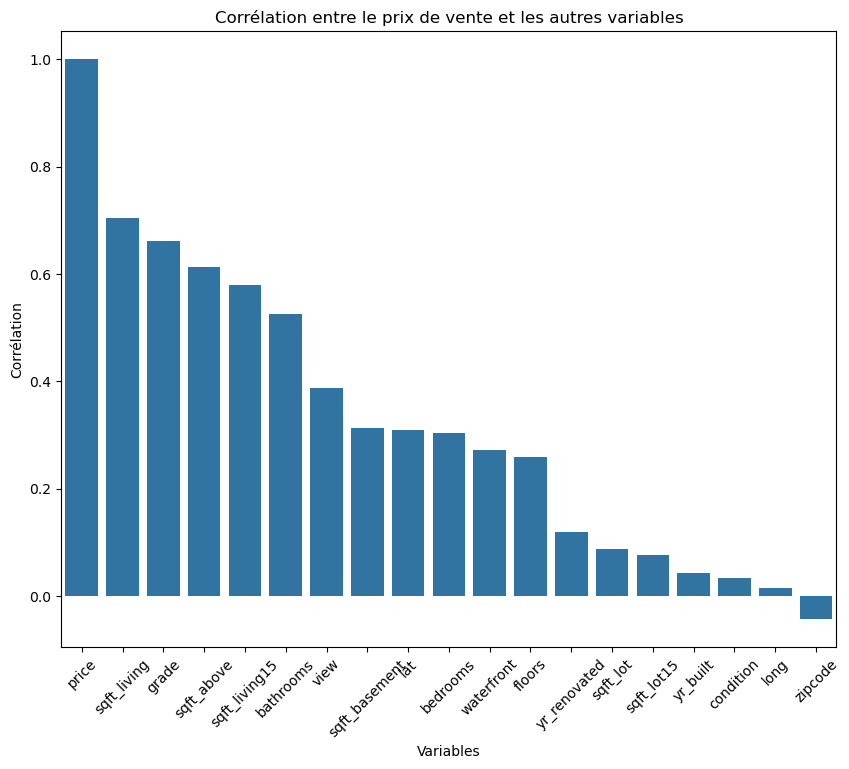 Corrélation entre le prix de vente et les autres variables
1.0
0.8
0.6
0.4
0.2
0.0
Corrélation
price
sqft_living
grade
sqft_above
sqft_living15
bathrooms
view
sqft_basement
lat
bedrooms
waterfront
floors
yr_renovated
sqft_lot
sqft_lot15
yr_built
condition
long
zipcode
Variables